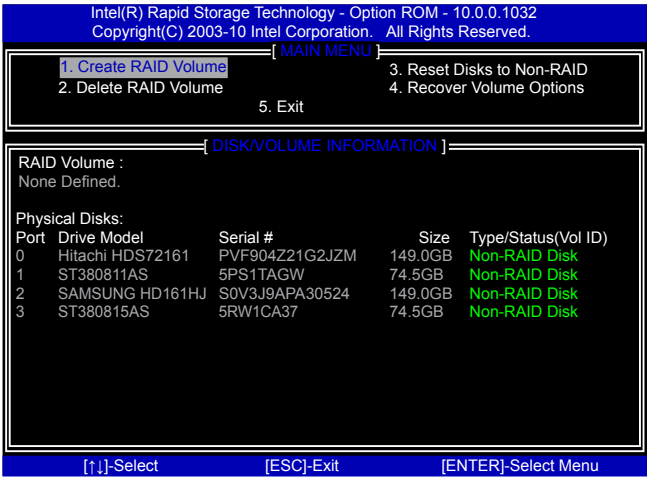 Intel(R) Rapid Storage Technology - Option ROM - 10.0.0.1032
Copyright(C) 2003-10 Intel Corporation.  All Rights Reserved.
[ MAIN MENU ]
1. Create RAID Volume 3. Reset Disks to Non-RAID
2. Delete RAID Volume 4. Recover Volume Options
5. Exit
[ DISK/VOLUME INFORMATION ]
RAID Volume :
None Defined.
Physical Disks:
Port Drive Model Serial # Size Type/Status(Vol ID)
0 Hitachi HDS72161 PVF904Z21G2JZM 149.0GB Non-RAID Disk
1 ST380811AS 5PS1TAGW 74.5GB Non-RAID Disk
2 SAMSUNG HD161HJ S0V3J9APA30524 149.0GB Non-RAID Disk
3 ST380815AS 5RW1CA37 74.5GB Non-RAID Disk
[↑↓]-Select [ESC]-Exit [ENTER]-Select Menu